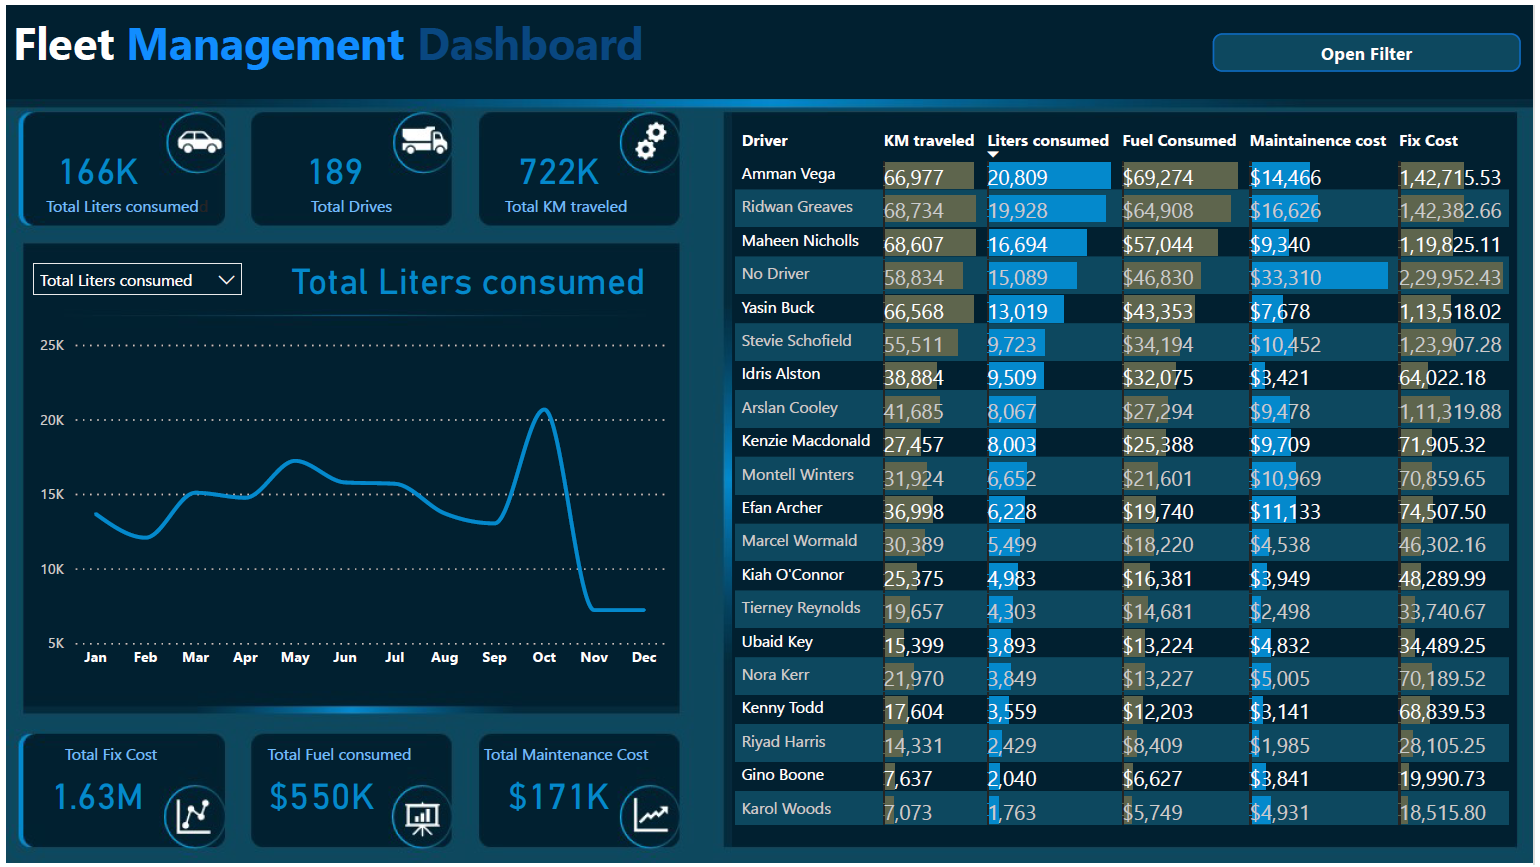 Fleet Management Dashboard
Open Filter
166K
Total Liters consumed
189
Total Drives
722K
Total KM traveled
Total Liters consumed
Total Liters consumed
25K
20K
15K
10K
5K
Jan Feb Mar Apr May Jun Jul Aug Sep Oct Nov Dec
Total Fix Cost
1.63M
Total Fuel consumed
$550K
Total Maintenance Cost
$171K
Driver KM traveled Liters consumed Fuel Consumed Maintainence cost Fix Cost
Amman Vega 66,977 20,809 $69,274 $14,466 1,42,715.53
Ridwan Greaves 68,734 19,928 $64,908 $16,626 1,42,382.66
Maheen Nicholls 68,607 16,694 $57,044 $9,340 1,19,825.11
No Driver 58,834 15,089 $46,830 $33,310 2,29,952.43
Yasin Buck 66,568 13,019 $43,353 $7,678 1,13,518.02
Stevie Schofield 55,511 9,723 $34,194 $10,452 1,23,907.28
Idris Alston 38,884 9,509 $32,075 $3,421 64,022.18
Arslan Cooley 41,685 8,067 $27,294 $9,478 1,11,319.88
Kenzie Macdonald 27,457 8,003 $25,388 $9,709 71,905.32
Montell Winters 31,924 6,652 $21,601 $10,969 70,859.65
Efan Archer 36,998 6,228 $19,740 $11,133 74,507.50
Marcel Wormald 30,389 5,499 $18,220 $4,538 46,302.16
Kiah O'Connor 25,375 4,983 $16,381 $3,949 48,289.99
Tierney Reynolds 19,657 4,303 $14,681 $2,498 33,740.67
Ubaid Key 15,399 3,893 $13,224 $4,832 34,489.25
Nora Kerr 21,970 3,849 $13,227 $5,005 70,189.52
Kenny Todd 17,604 3,559 $12,203 $3,141 68,839.53
Riyad Harris 14,331 2,429 $8,409 $1,985 28,105.25
Gino Boone 7,637 2,040 $6,627 $3,841 19,990.73
Karol Woods 7,073 1,763 $5,749 $4,931 18,515.80